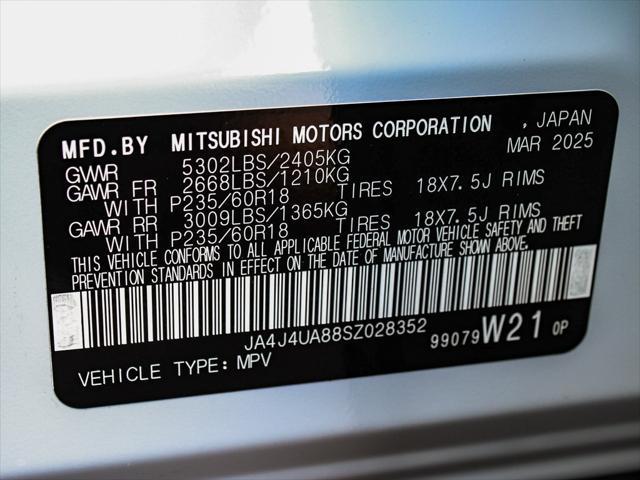 MFD.BY MITSUBISHI MOTORS CORPORATION , JAPAN
MAR 2025
GVWR 5302LBS/2405KG
GAWR FR 2668LBS/1210KG
WITH P235/60R18 TIRES 18X7.5J RIMS
GAWR RR 3009LBS/1365KG
WITH P235/60R18 TIRES 18X7.5J RIMS
THIS VEHICLE CONFORMS TO ALL APPLICABLE FEDERAL MOTOR VEHICLE SAFETY AND THEFT
PREVENTION STANDARDS IN EFFECT ON THE DATE OF MANUFACTURE SHOWN ABOVE.
JA4J4UA88SZ028352
99079W21 0P
VEHICLE TYPE: MPV